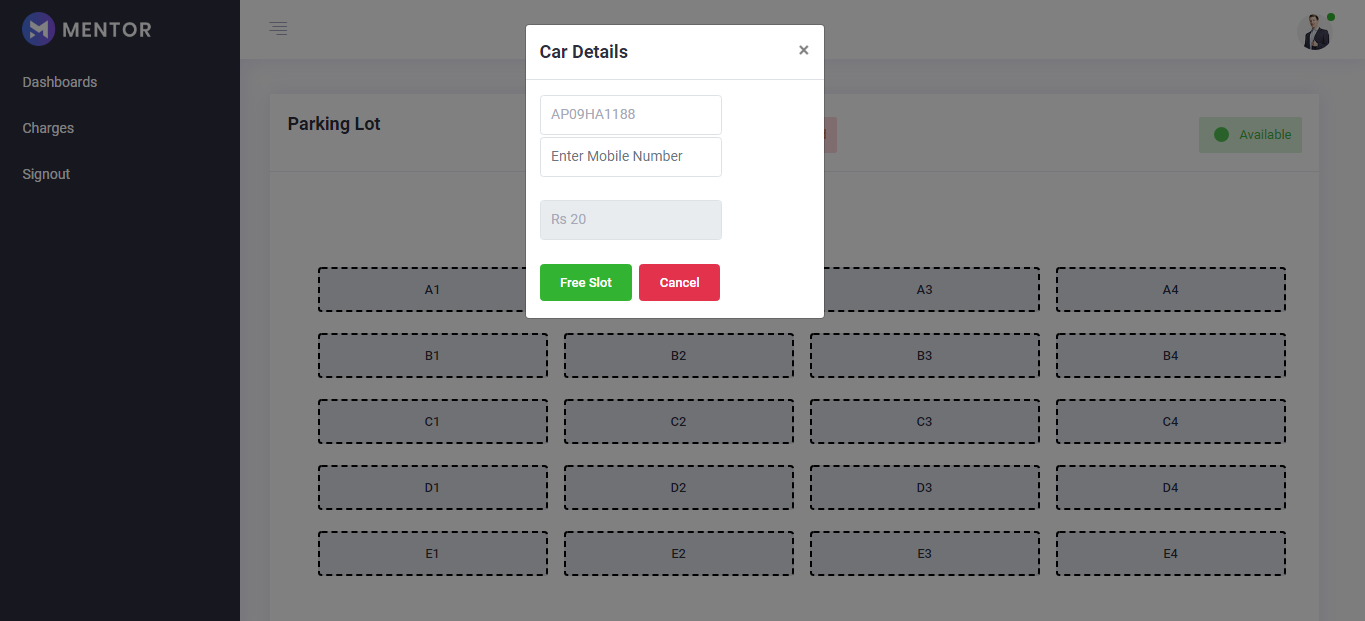 MENTOR
Dashboards
Charges
Signout
Car Details ×
AP09HA1188
Enter Mobile Number
Rs 20
Free Slot Cancel
Parking Lot
Available
A1 A3 A4
B1 B2 B3 B4
C1 C2 C3 C4
D1 D2 D3 D4
E1 E2 E3 E4